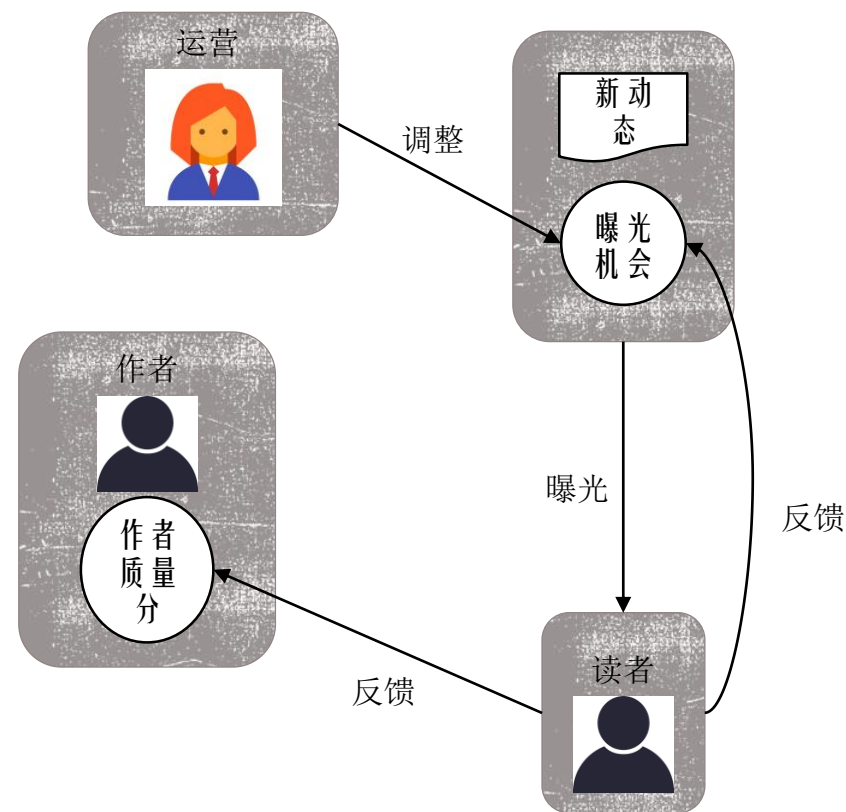 运营
新动
态
调整
曝光
机会
作者
作者
质量
分
曝光
反馈
读者
反馈